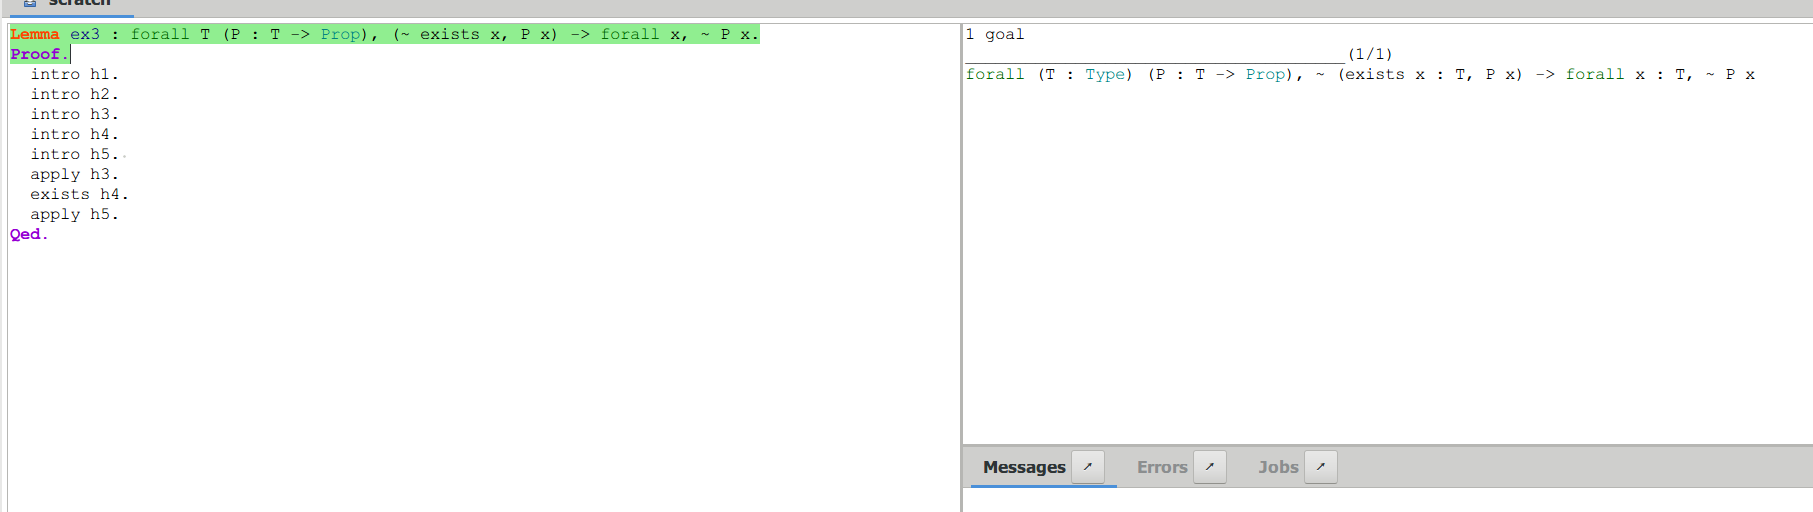 scratch
Lemma ex3 : forall T (P : T -> Prop), (~ exists x, P x) -> forall x, ~ P x.
Proof.
intro h1.
intro h2.
intro h3.
intro h4.
intro h5.
apply h3.
exists h4.
apply h5.
Qed.
1 goal
(1/1)
forall (T : Type) (P : T -> Prop), ~ (exists x : T, P x) -> forall x : T, ~ P x
Messages
Errors
Jobs